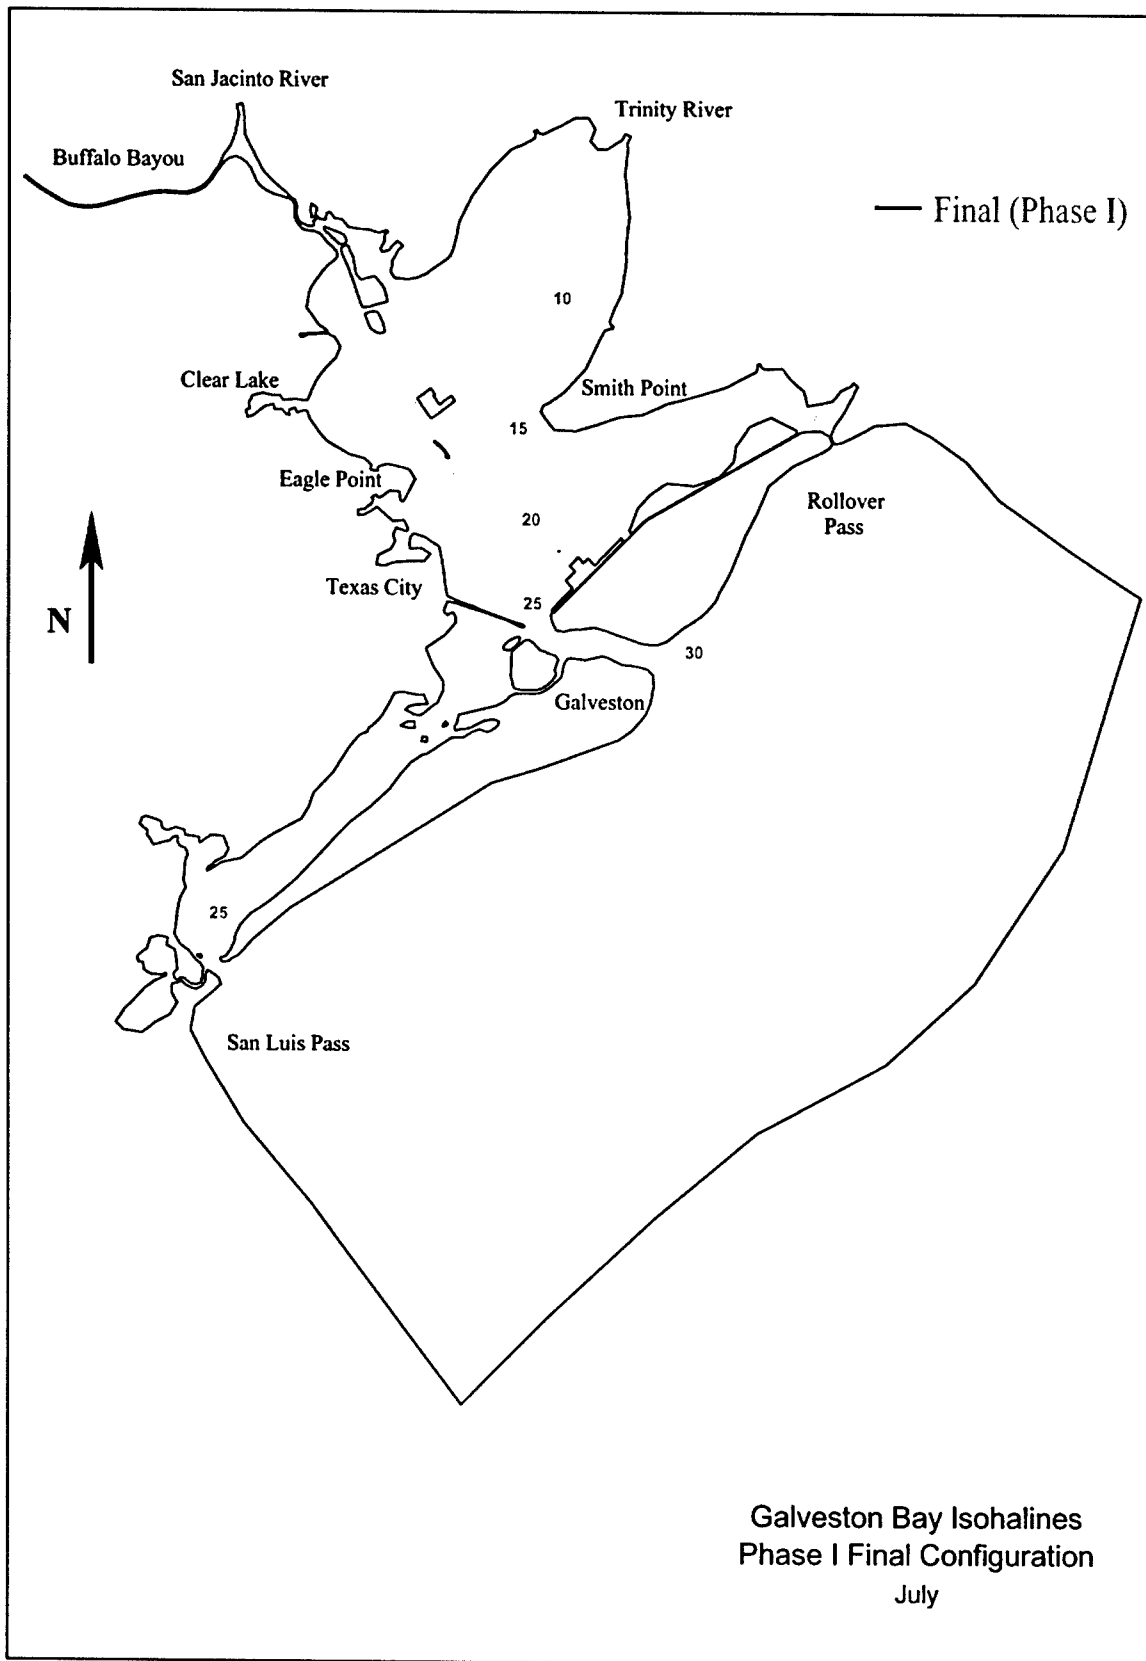 San Jacinto River
Trinity River
Buffalo Bayou
Final (Phase I)
10
Clear Lake
Smith Point
15
Eagle Point
Rollover
Pass
20
Texas City
25
N
30
Galveston
25
San Luis Pass
Galveston Bay Isohalines
Phase I Final Configuration
July